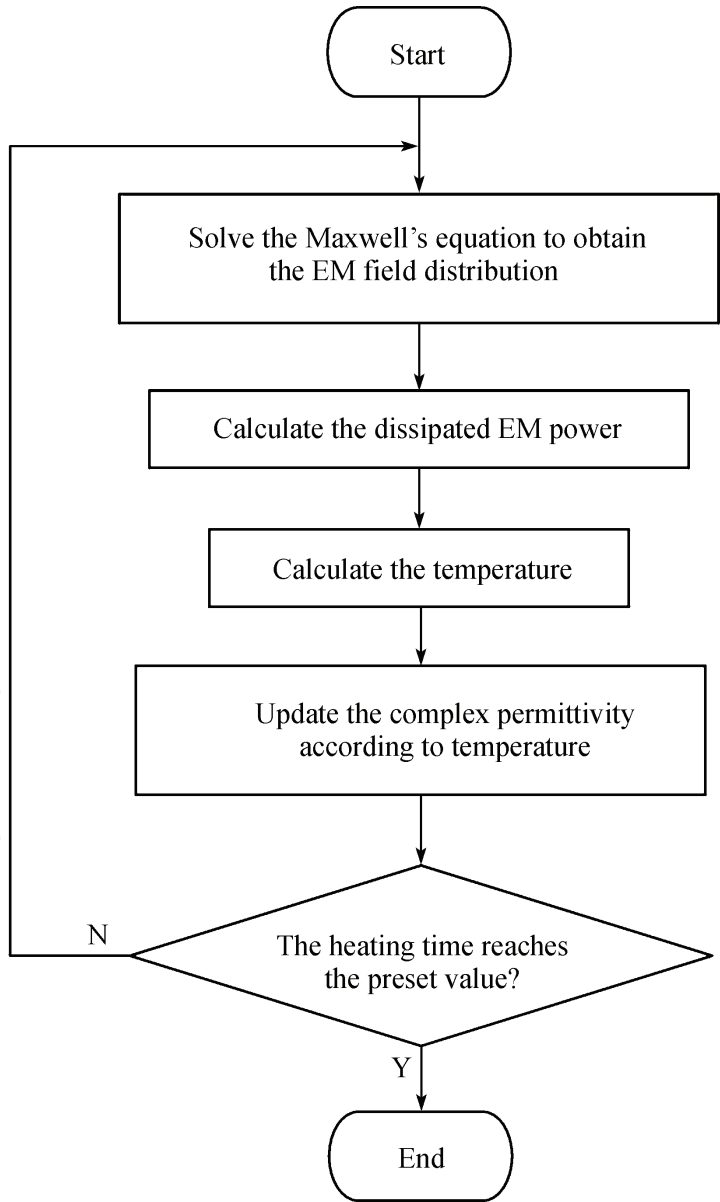 Start
Solve the Maxwell’s equation to obtain
the EM field distribution
Calculate the dissipated EM power
Calculate the temperature
Update the complex permittivity
according to temperature
N
The heating time reaches
the preset value?
Y
End